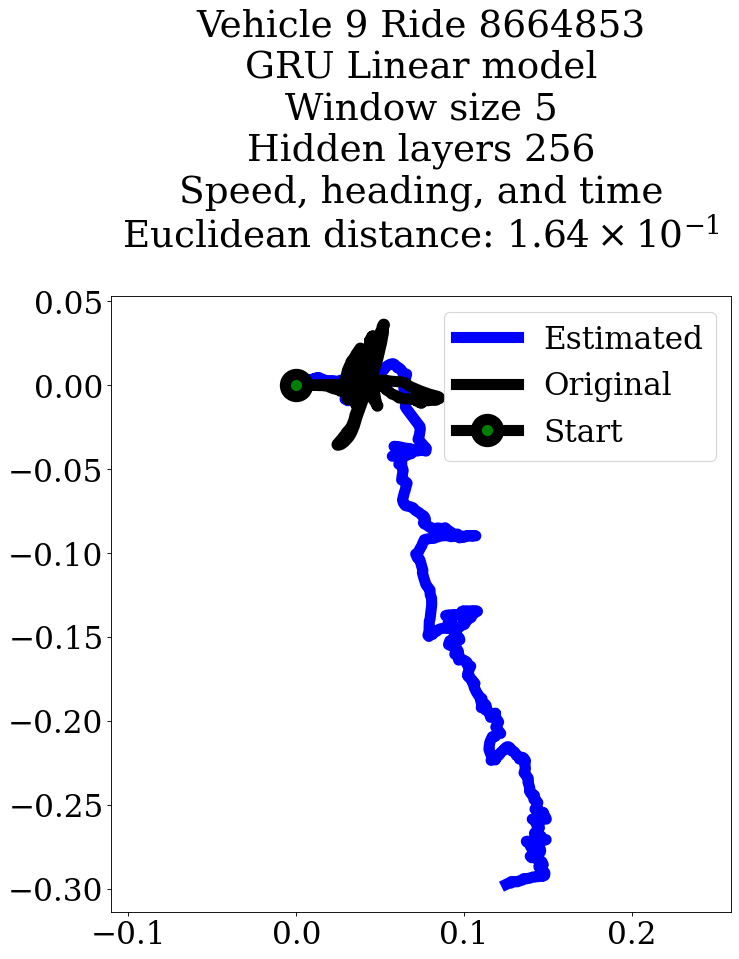 Vehicle 9 Ride 8664853
GRU Linear model
Window size 5
Hidden layers 256
Speed, heading, and time
Euclidean distance: 1.64 × 10⁻¹
Estimated
Original
Start
0.05
0.00
−0.05
−0.10
−0.15
−0.20
−0.25
−0.30
−0.1 0.0 0.1 0.2